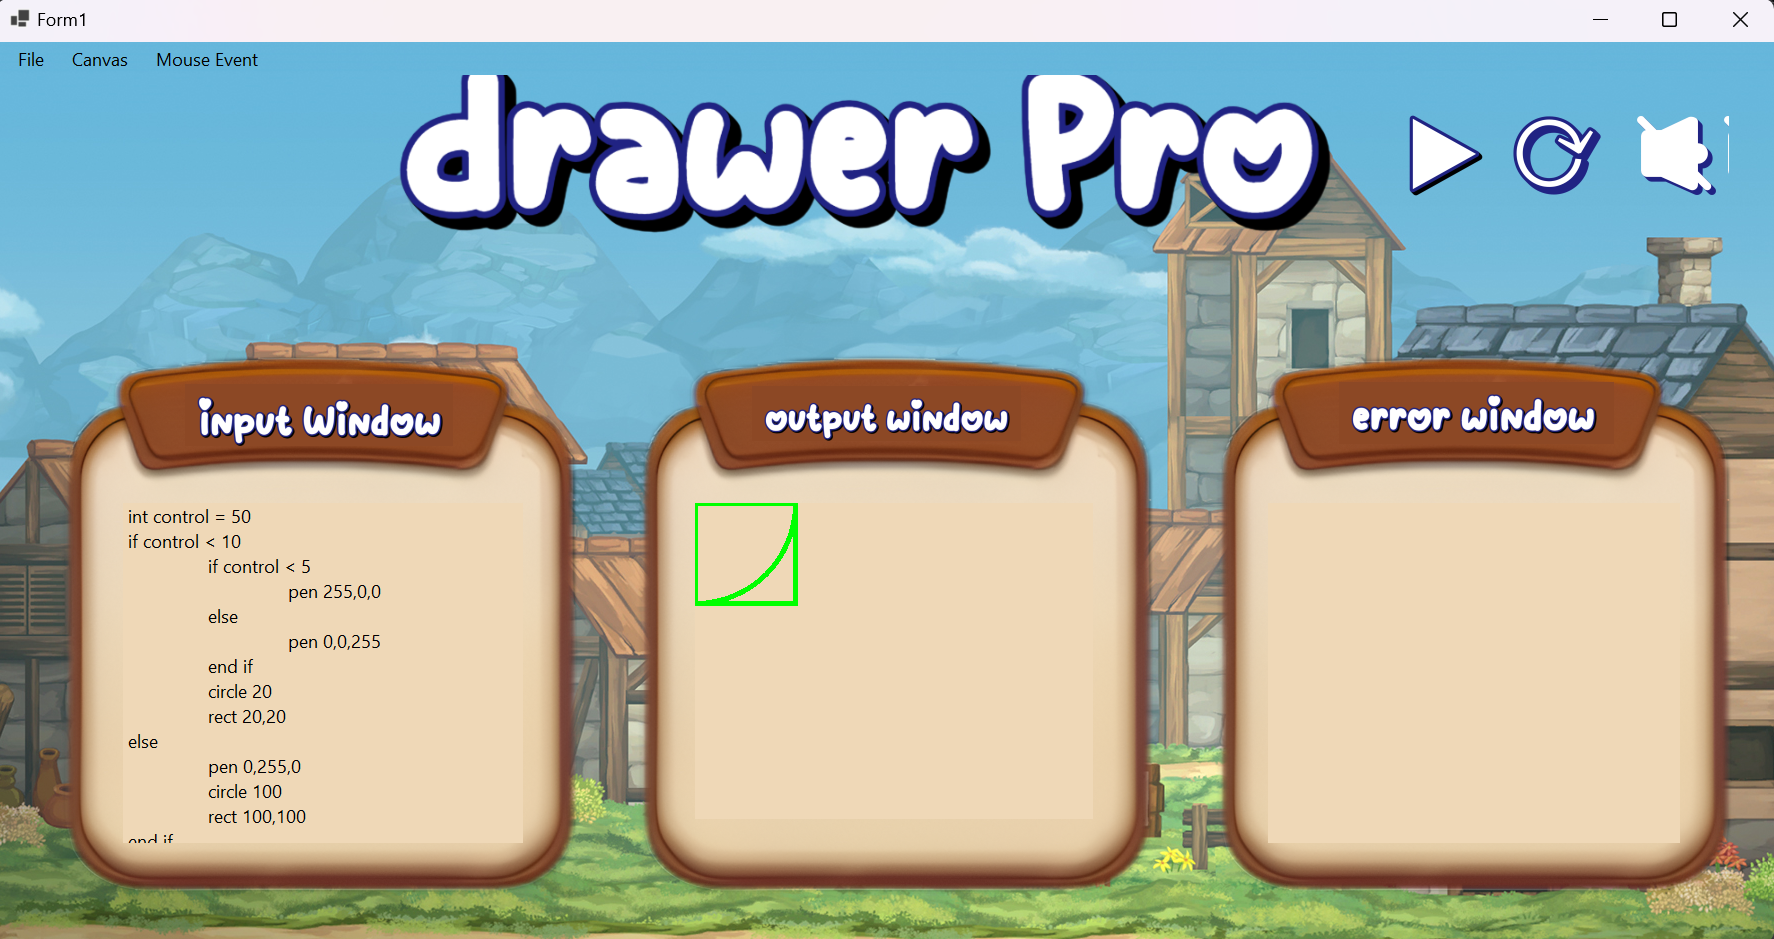 Form1
File Canvas Mouse Event
drawer Pro
input Window
output window
error window
int control = 50
if control < 10
if control < 5
pen 255,0,0
else
pen 0,0,255
end if
circle 20
rect 20,20
else
pen 0,255,0
circle 100
rect 100,100
end if